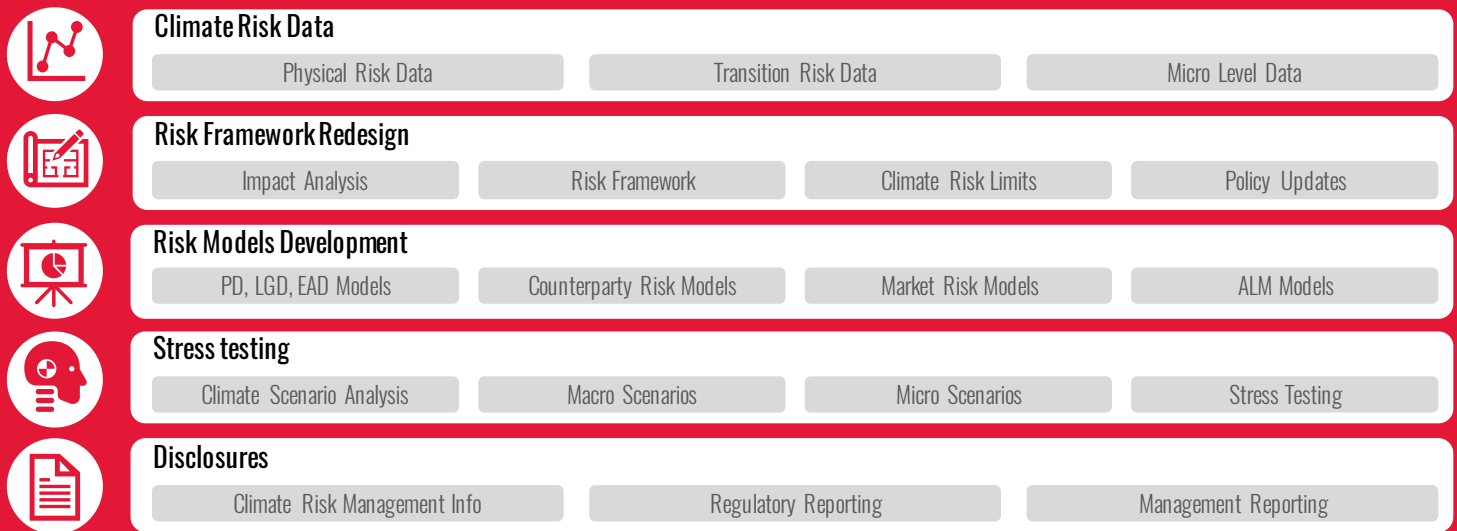 Climate Risk Data
Physical Risk Data
Transition Risk Data
Micro Level Data
Risk Framework Redesign
Impact Analysis
Risk Framework
Climate Risk Limits
Policy Updates
Risk Models Development
PD, LGD, EAD Models
Counterparty Risk Models
Market Risk Models
ALM Models
Stress testing
Climate Scenario Analysis
Macro Scenarios
Micro Scenarios
Stress Testing
Disclosures
Climate Risk Management Info
Regulatory Reporting
Management Reporting